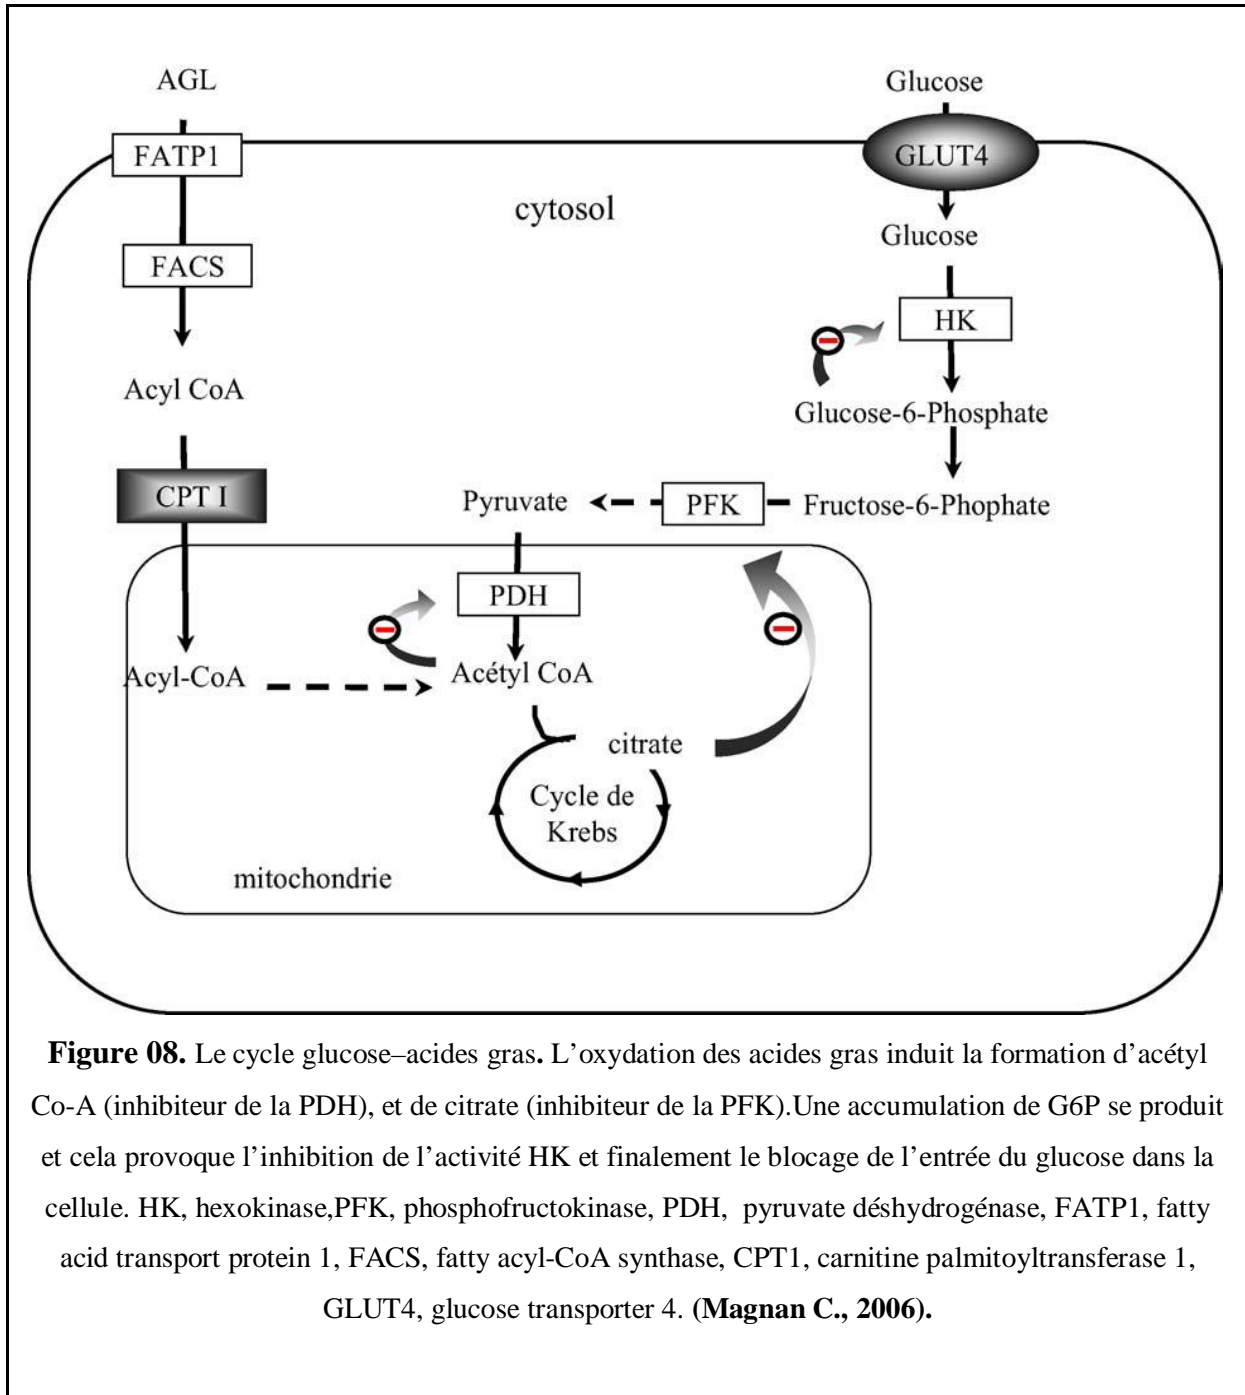 AGL
Glucose
FATP1
GLUT4
cytosol
Glucose
FACS
HK
Acyl CoA
Glucose-6-Phosphate
CPT I
Pyruvate
PFK
Fructose-6-Phophate
PDH
Acyl-CoA
Acétyl CoA
citrate
Cycle de
Krebs
mitochondrie
Figure 08. Le cycle glucose–acides gras. L’oxydation des acides gras induit la formation d’acétyl
Co-A (inhibiteur de la PDH), et de citrate (inhibiteur de la PFK).Une accumulation de G6P se produit
et cela provoque l’inhibition de l’activité HK et finalement le blocage de l’entrée du glucose dans la
cellule. HK, hexokinase,PFK, phosphofructokinase, PDH, pyruvate déshydrogénase, FATP1, fatty
acid transport protein 1, FACS, fatty acyl-CoA synthase, CPT1, carnitine palmitoyltransferase 1,
GLUT4, glucose transporter 4. (Magnan C., 2006).